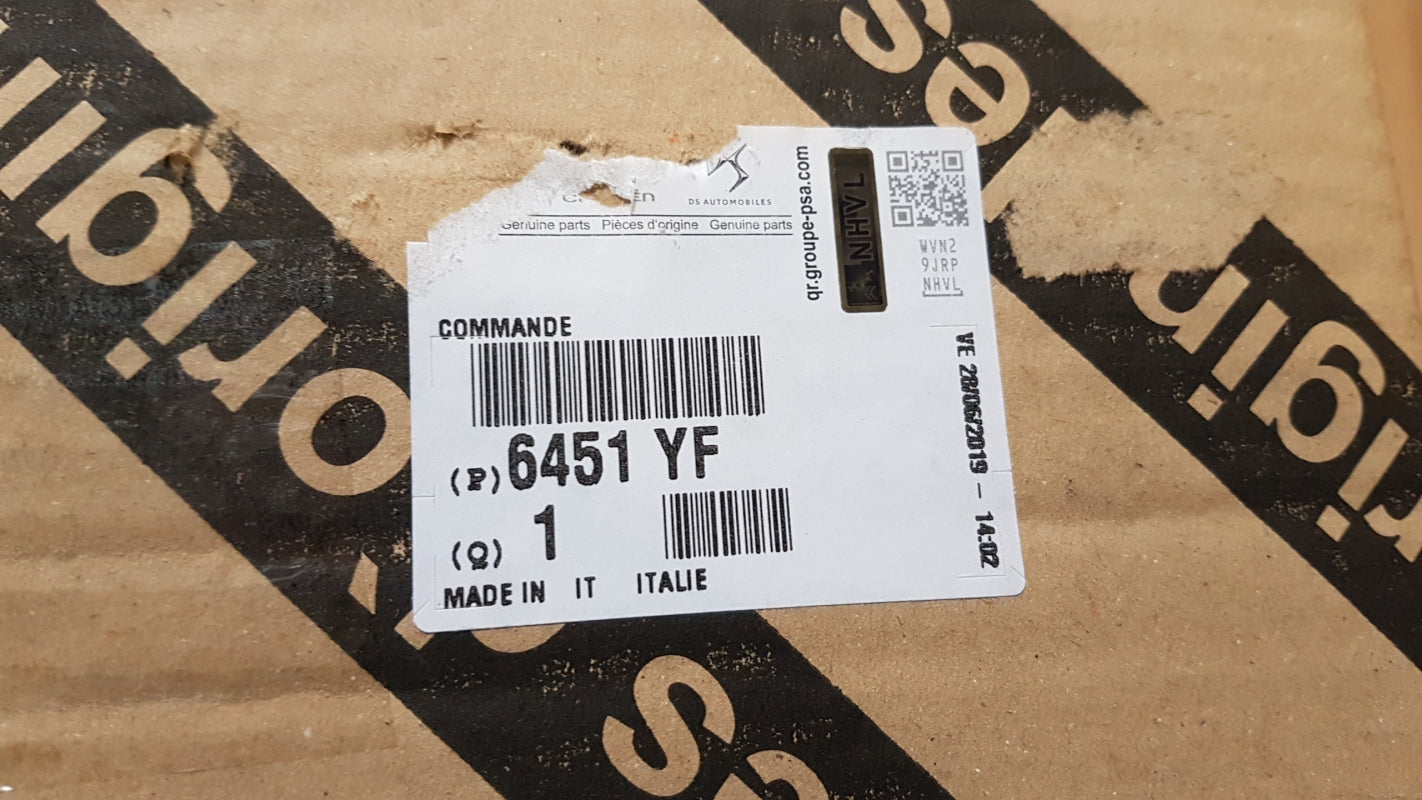 DS AUTOMOBILES
Genuine parts Pièces d'origine Genuine parts
qr.groupe-psa.com
NHVL
WVN2
9JRP
NHVL
COMMANDE
(P) 6451 YF
(Q) 1
MADE IN IT ITALIE
VE 28/06/2019 - 14:02